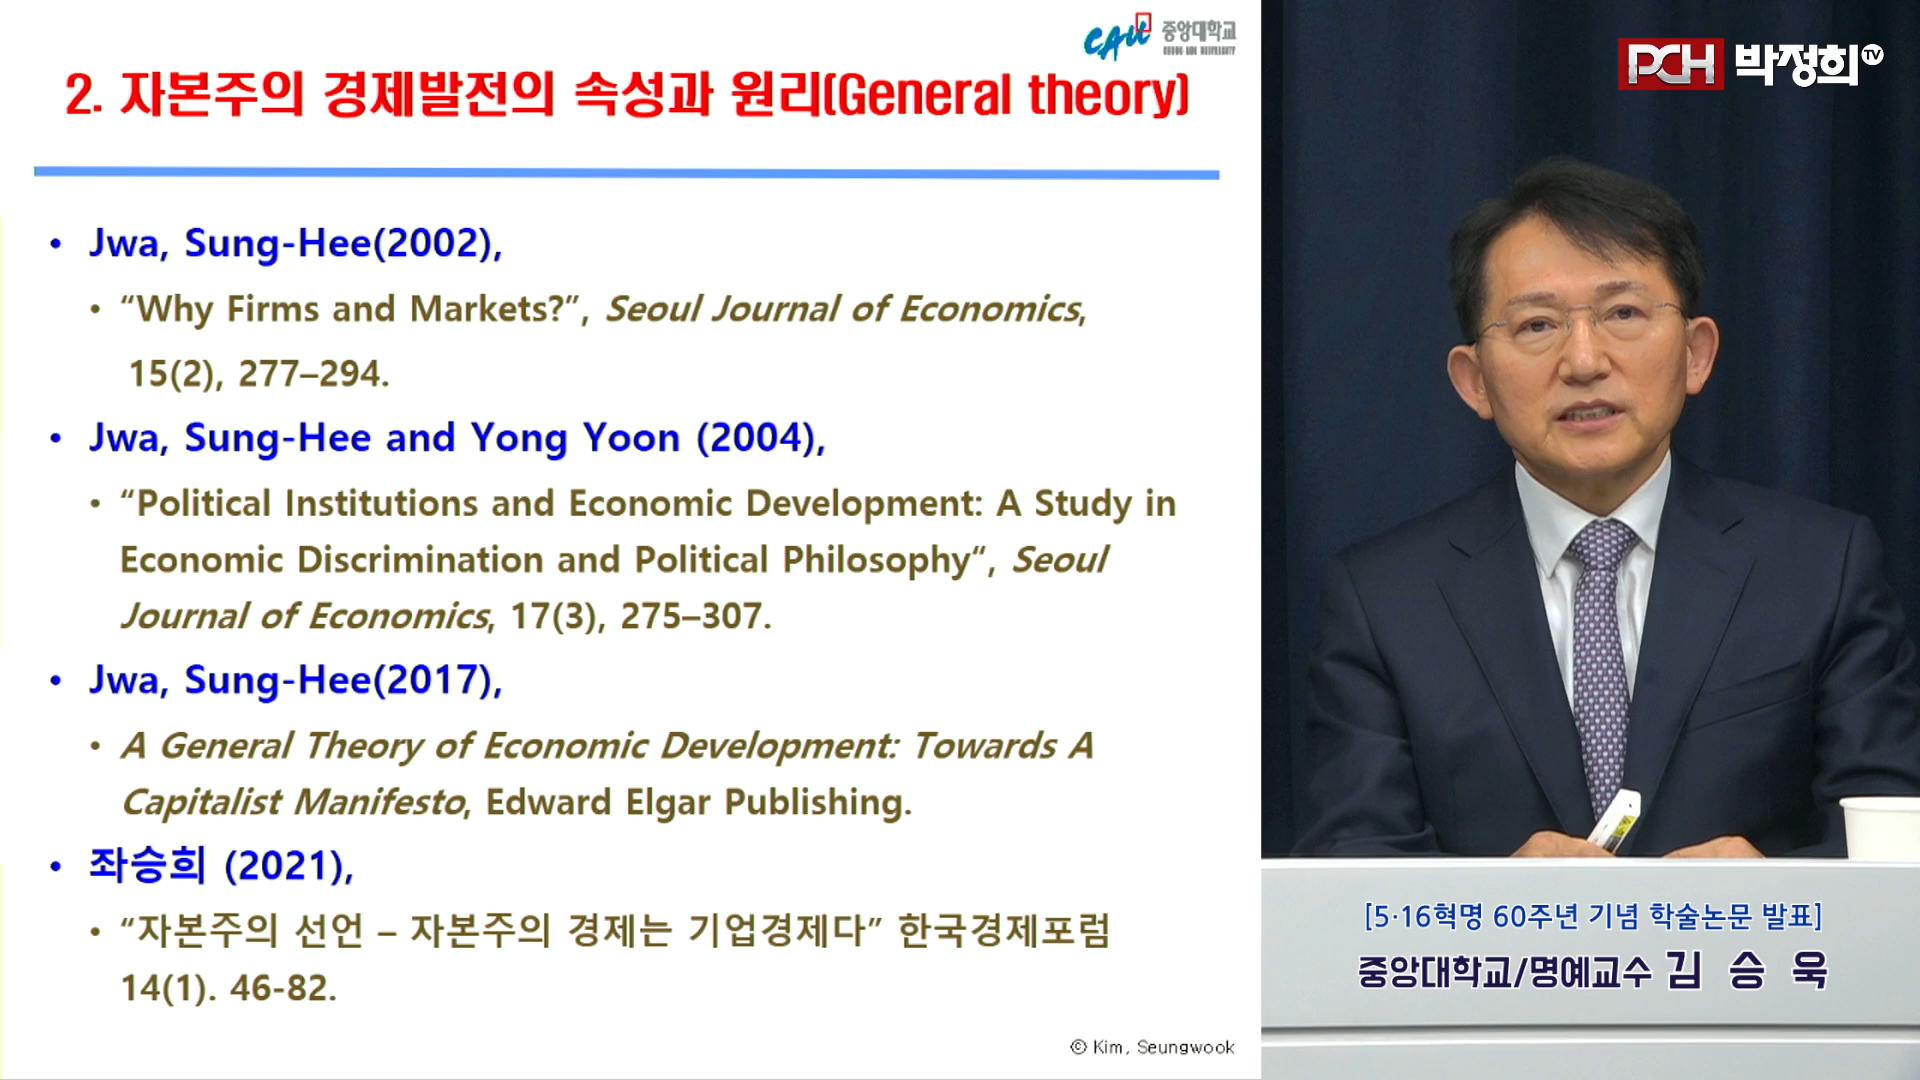 CAU 중앙대학교
CHUNG-ANG UNIVERSITY
2. 자본주의 경제발전의 속성과 원리(General theory)
• Jwa, Sung-Hee(2002),
• “Why Firms and Markets?”, Seoul Journal of Economics,
15(2), 277–294.
• Jwa, Sung-Hee and Yong Yoon (2004),
• “Political Institutions and Economic Development: A Study in
Economic Discrimination and Political Philosophy“, Seoul
Journal of Economics, 17(3), 275–307.
• Jwa, Sung-Hee(2017),
• A General Theory of Economic Development: Towards A
Capitalist Manifesto, Edward Elgar Publishing.
• 좌승희 (2021),
• “자본주의 선언 – 자본주의 경제는 기업경제다” 한국경제포럼
14(1). 46-82.
© Kim, Seungwook
PCH 박정희TV
[5·16혁명 60주년 기념 학술논문 발표]
중앙대학교/명예교수 김 승 욱